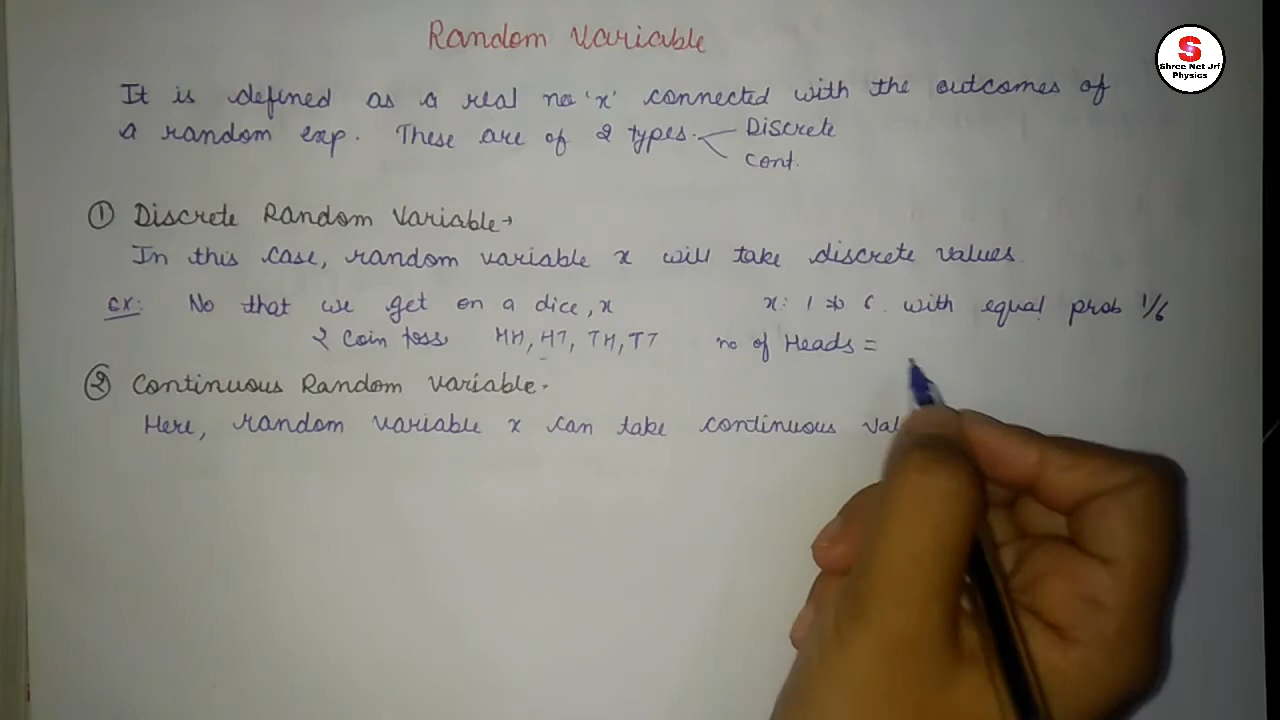 Random Variable
S
Shree Net Jrf
Physics
It is defined as a real no 'x' connected with the outcomes of
a random exp. These are of 2 types. Discrete
cont.
① Discrete Random Variable→
In this case, random variable x will take discrete values.
ex: No that we get on a dice, x x: 1 to 6. with equal prob 1/6
2 Coin toss HH, HT, TH, TT no of Heads =
② Continuous Random Variable.
Here, random variable x can take continuous val